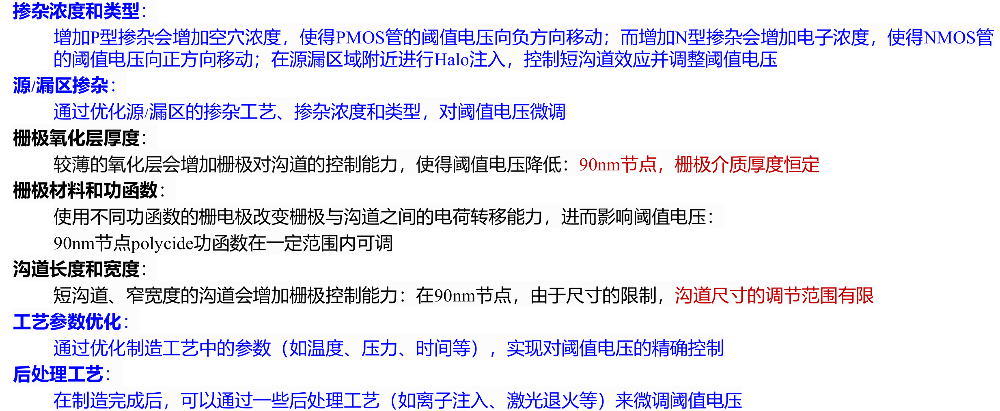 掺杂浓度和类型：
增加P型掺杂会增加空穴浓度，使得PMOS管的阈值电压向负方向移动；而增加N型掺杂会增加电子浓度，使得NMOS管
的阈值电压向正方向移动；在源漏区域附近进行Halo注入，控制短沟道效应并调整阈值电压
源/漏区掺杂：
通过优化源/漏区的掺杂工艺、掺杂浓度和类型，对阈值电压微调
栅极氧化层厚度：
较薄的氧化层会增加栅极对沟道的控制能力，使得阈值电压降低：90nm节点，栅极介质厚度恒定
栅极材料和功函数：
使用不同功函数的栅电极改变栅极与沟道之间的电荷转移能力，进而影响阈值电压：
90nm节点polycide功函数在一定范围内可调
沟道长度和宽度：
短沟道、窄宽度的沟道会增加栅极控制能力：在90nm节点，由于尺寸的限制，沟道尺寸的调节范围有限
工艺参数优化：
通过优化制造工艺中的参数（如温度、压力、时间等），实现对阈值电压的精确控制
后处理工艺：
在制造完成后，可以通过一些后处理工艺（如离子注入、激光退火等）来微调阈值电压